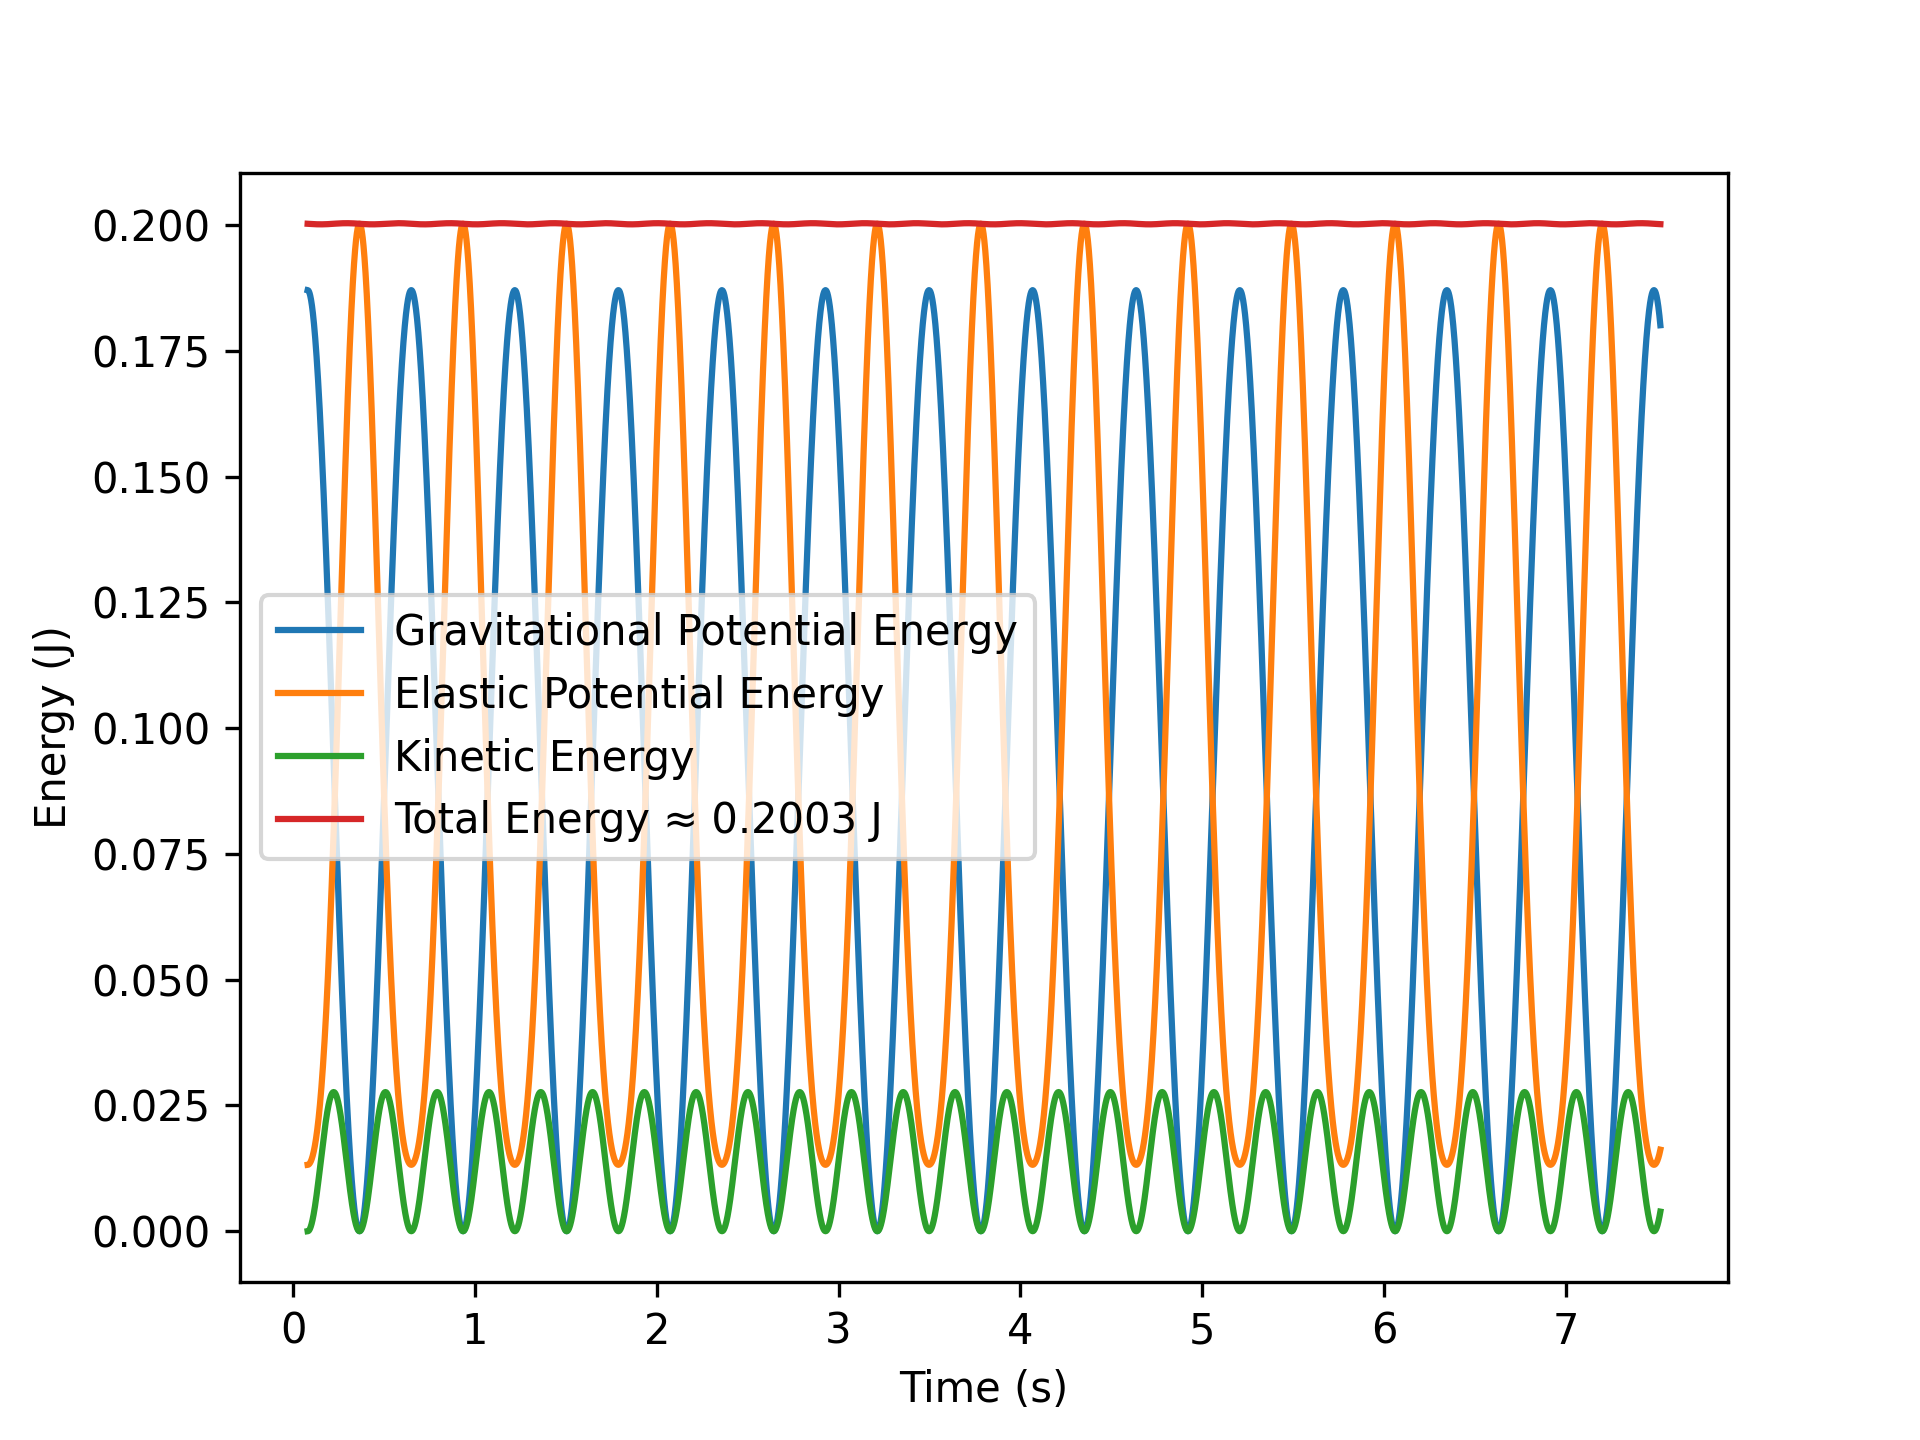 0.200
0.175
0.150
0.125
0.100
0.075
0.050
0.025
0.000
Energy (J)
Gravitational Potential Energy
Elastic Potential Energy
Kinetic Energy
Total Energy ≈ 0.2003 J
0 1 2 3 4 5 6 7
Time (s)